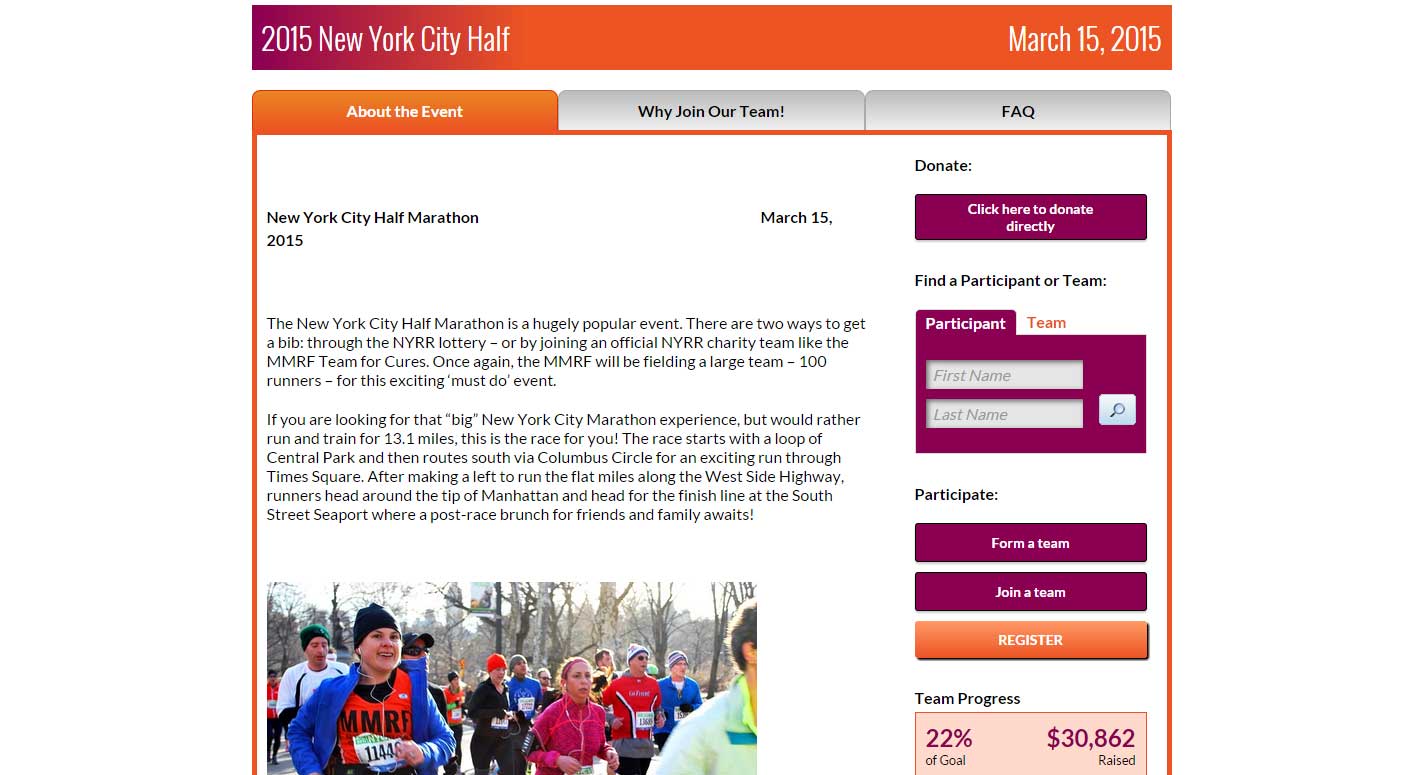 2015 New York City Half
March 15, 2015
About the Event
Why Join Our Team!
FAQ
New York City Half Marathon March 15,
2015
The New York City Half Marathon is a hugely popular event. There are two ways to get
a bib: through the NYRR lottery – or by joining an official NYRR charity team like the
MMRF Team for Cures. Once again, the MMRF will be fielding a large team – 100
runners – for this exciting ‘must do’ event.
If you are looking for that “big” New York City Marathon experience, but would rather
run and train for 13.1 miles, this is the race for you! The race starts with a loop of
Central Park and then routes south via Columbus Circle for an exciting run through
Times Square. After making a left to run the flat miles along the West Side Highway,
runners head around the tip of Manhattan and head for the finish line at the South
Street Seaport where a post-race brunch for friends and family awaits!
MMRF
Donate:
Click here to donate
directly
Find a Participant or Team:
Participant
Team
First Name
Last Name
Participate:
Form a team
Join a team
REGISTER
Team Progress
22%
$30,862
of Goal
Raised